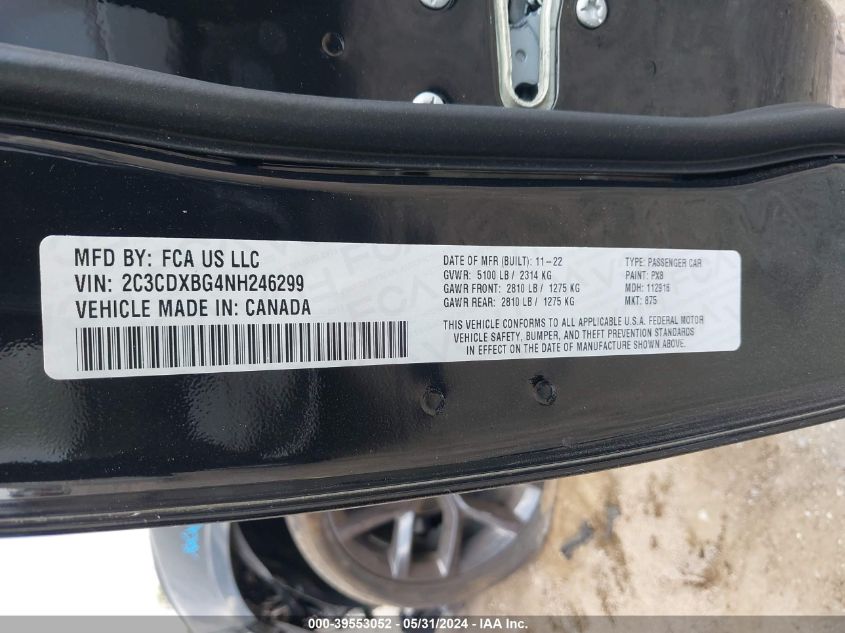 MFD BY: FCA US LLC
VIN: 2C3CDXBG4NH246299
VEHICLE MADE IN: CANADA
DATE OF MFR (BUILT): 11-22
GVWR: 5100 LB / 2314 KG
GAWR FRONT: 2810 LB / 1275 KG
GAWR REAR: 2810 LB / 1275 KG
TYPE: PASSENGER CAR
PAINT: PX8
MDH: 112916
MKT: 875
THIS VEHICLE CONFORMS TO ALL APPLICABLE U.S.A. FEDERAL MOTOR
VEHICLE SAFETY, BUMPER, AND THEFT PREVENTION STANDARDS
IN EFFECT ON THE DATE OF MANUFACTURE SHOWN ABOVE.
000-39553052 - 05/31/2024 - IAA Inc.